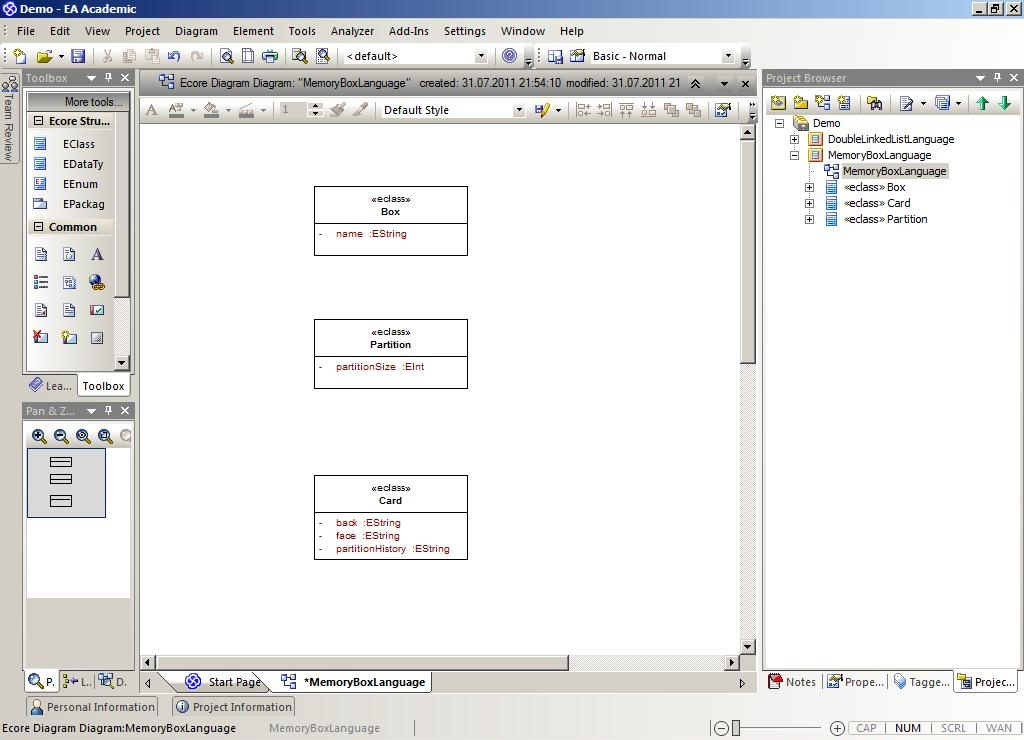 Demo - EA Academic
File Edit View Project Diagram Element Tools Analyzer Add-Ins Settings Window Help
<default>
Basic - Normal
Team Review
Toolbox
More tools...
Ecore Stru...
EClass
EDataTy
EEnum
EPackag
Common
Lea...
Toolbox
Pan & Z...
P.
L..
D.
Ecore Diagram Diagram: "MemoryBoxLanguage" created: 31.07.2011 21:54:10 modified: 31.07.2011 21
1
Default Style
«eclass»
Box
- name :EString
«eclass»
Partition
- partitionSize :EInt
«eclass»
Card
- back :EString
- face :EString
- partitionHistory :EString
Start Page
*MemoryBoxLanguage
Project Browser
Demo
DoubleLinkedListLanguage
MemoryBoxLanguage
MemoryBoxLanguage
«eclass» Box
«eclass» Card
«eclass» Partition
Notes
Prope...
Tagge...
Projec...
Personal Information
Project Information
Ecore Diagram Diagram:MemoryBoxLanguage
MemoryBoxLanguage
CAP NUM SCRL WAN